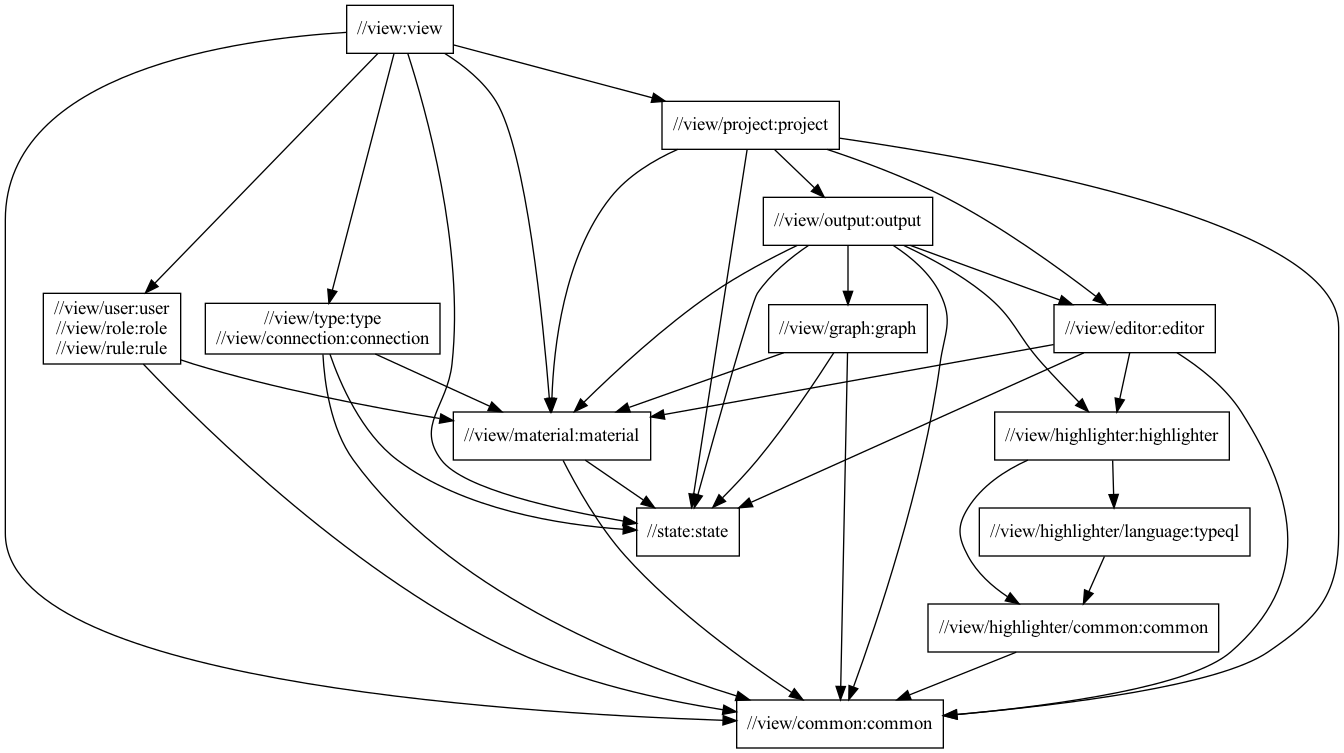 //view:view
//view/project:project
//view/output:output
//view/user:user
//view/role:role
//view/rule:rule
//view/type:type
//view/connection:connection
//view/graph:graph
//view/editor:editor
//view/material:material
//view/highlighter:highlighter
//state:state
//view/highlighter/language:typeql
//view/highlighter/common:common
//view/common:common